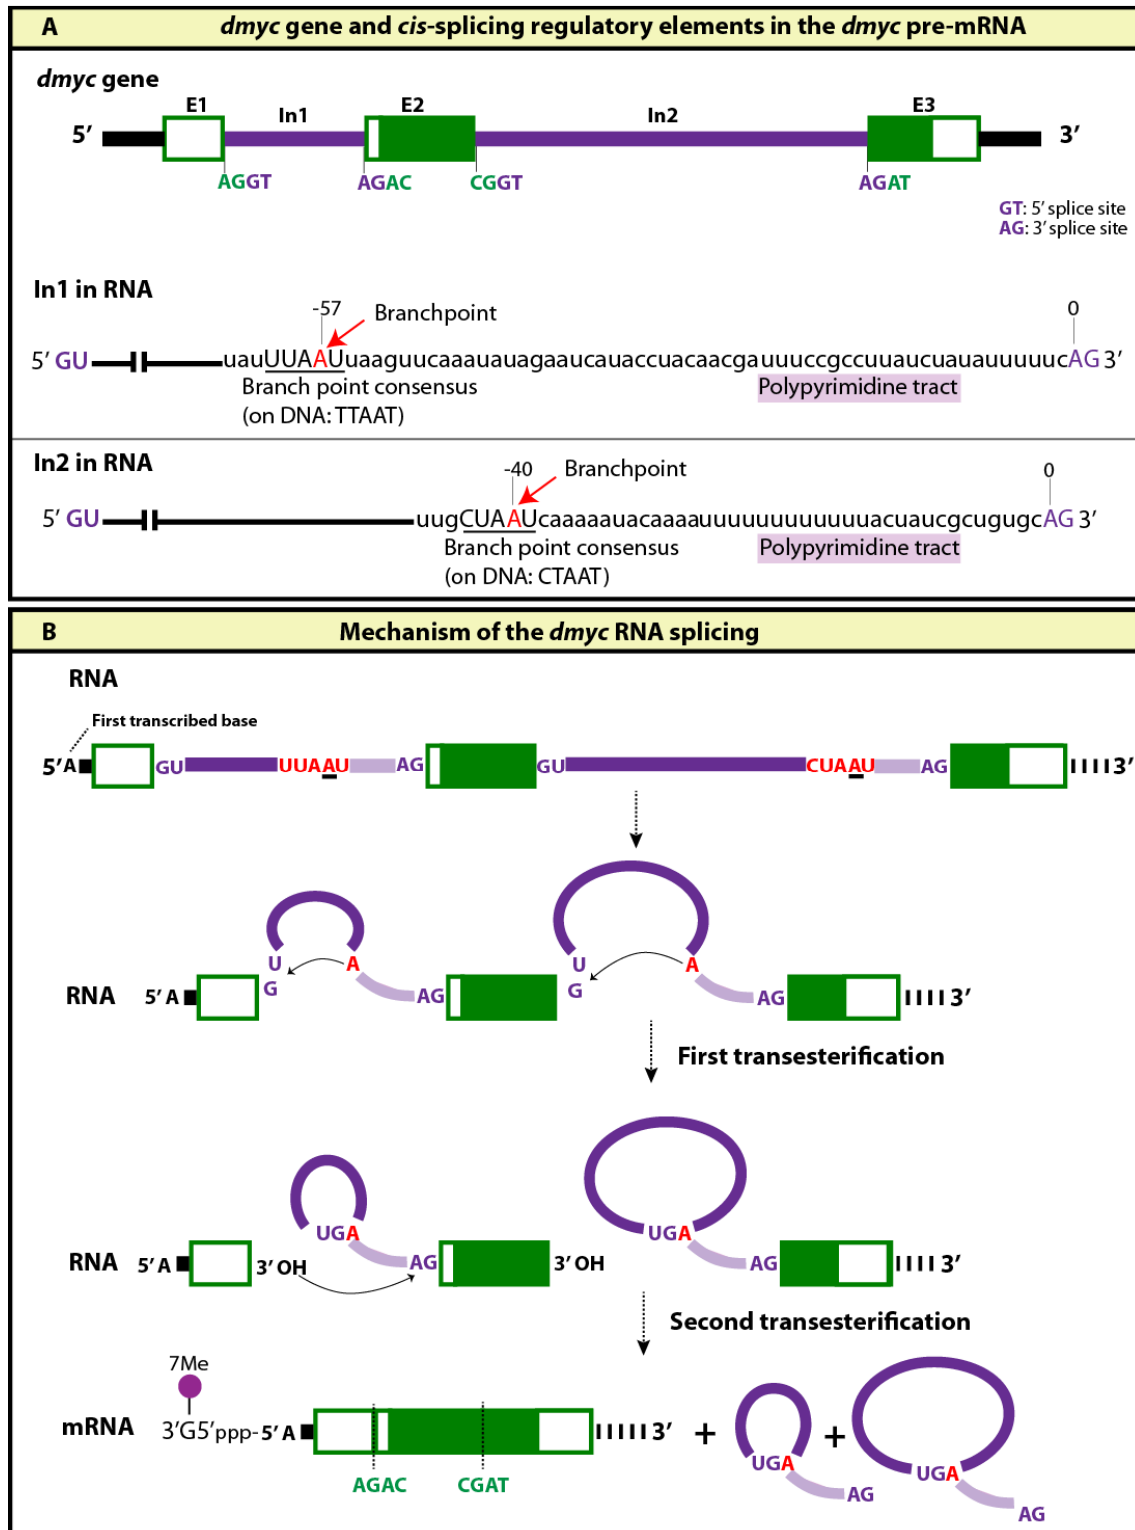 A dmyc gene and cis-splicing regulatory elements in the dmyc pre-mRNA
dmyc gene
E1 In1 E2 In2 E3
5′ 3′
AGGT AGAC CGGT AGAT
GT: 5′ splice site
AG: 3′ splice site
In1 in RNA
-57 Branchpoint 0
5′ GU uauUUAAUuaaguucaaauauagaaucauaccuacaacgauuuccgccuuaucuauauuuuucAG 3′
Branch point consensus Polypyrimidine tract
(on DNA: TTAAT)
In2 in RNA
-40 Branchpoint 0
5′ GU uugCUAAUcaaaaauacaaaauuuuuuuuuuuuuacuaucgcugugcAG 3′
Branch point consensus Polypyrimidine tract
(on DNA: CTAAT)
B Mechanism of the dmyc RNA splicing
RNA
First transcribed base
5′A GU UUAAU AG GU CUAAU AG 3′
U A U A
RNA 5′ A G AG G AG 3′
First transesterification
UGA UGA
RNA 5′ A 3′ OH AG 3′ OH AG 3′
Second transesterification
7Me
mRNA 3′G5′ppp-5′ A 3′ + +
UGA UGA
AGAC CGAT AG AG